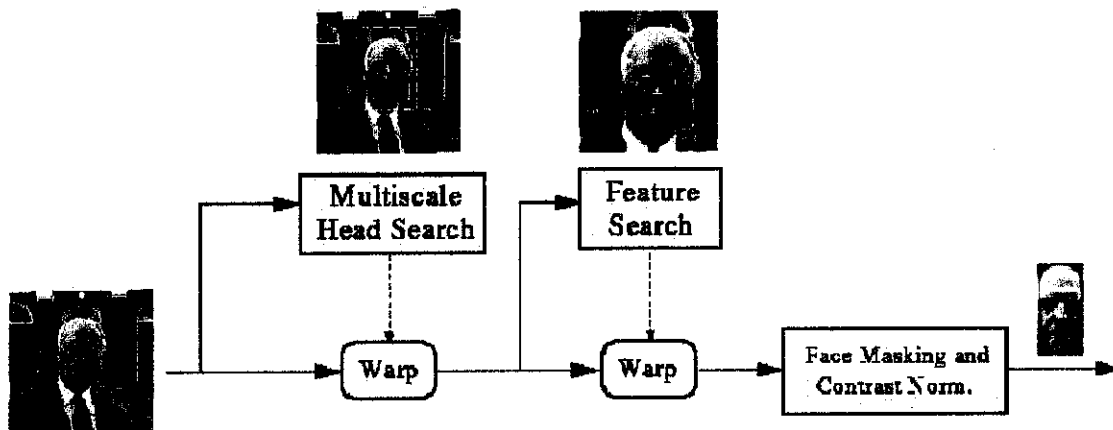 Multiscale
Head Search
Feature
Search
Warp
Warp
Face Masking and
Contrast Norm.